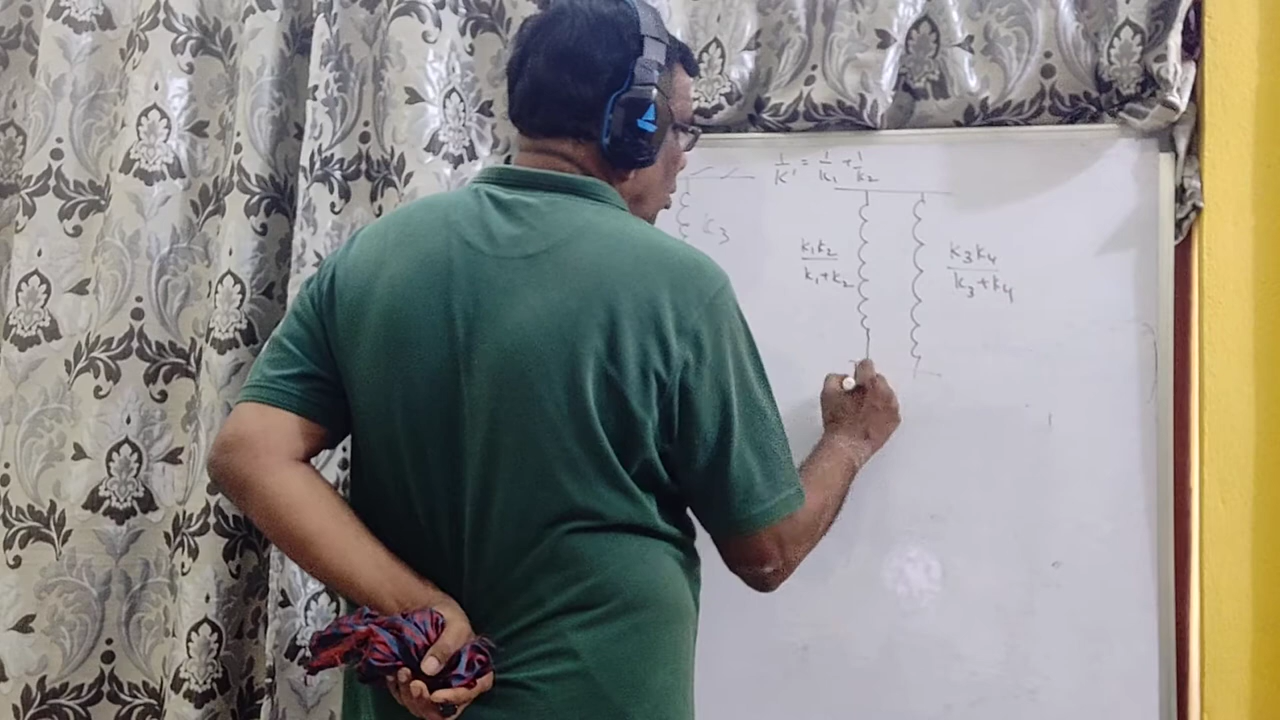 1/K' = 1/K₁ + 1/K₂
K₃
K₁K₂/K₁+K₂
K₃K₄/K₃+K₄